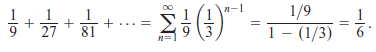 1/9 + 1/27 + 1/81 + ··· = ∑_{n=1}^{∞} 1/9 (1/3)^{n−1} = (1/9)/(1 − (1/3)) = 1/6.